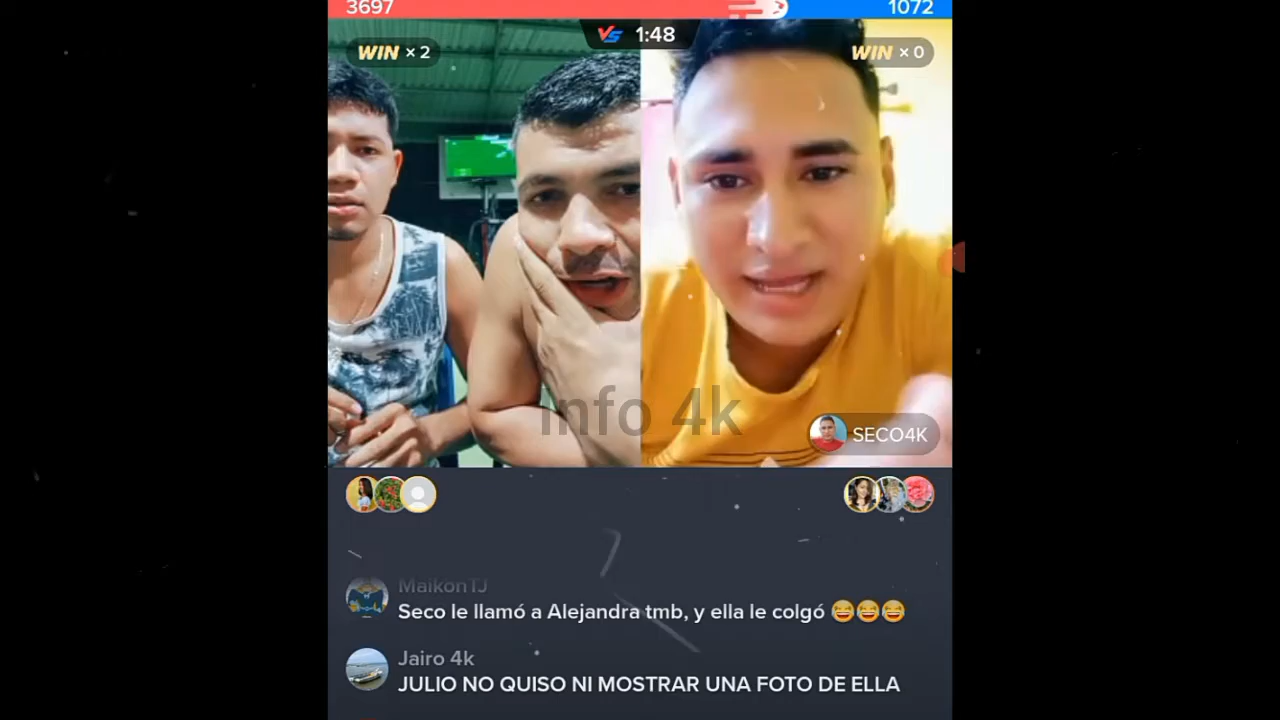 3697
1072
VS 1:48
WIN × 2
WIN × 0
Info 4k
SECO4K
MaikonTJ
Seco le llamó a Alejandra tmb, y ella le colgó 😆😆😆
Jairo 4k
JULIO NO QUISO NI MOSTRAR UNA FOTO DE ELLA